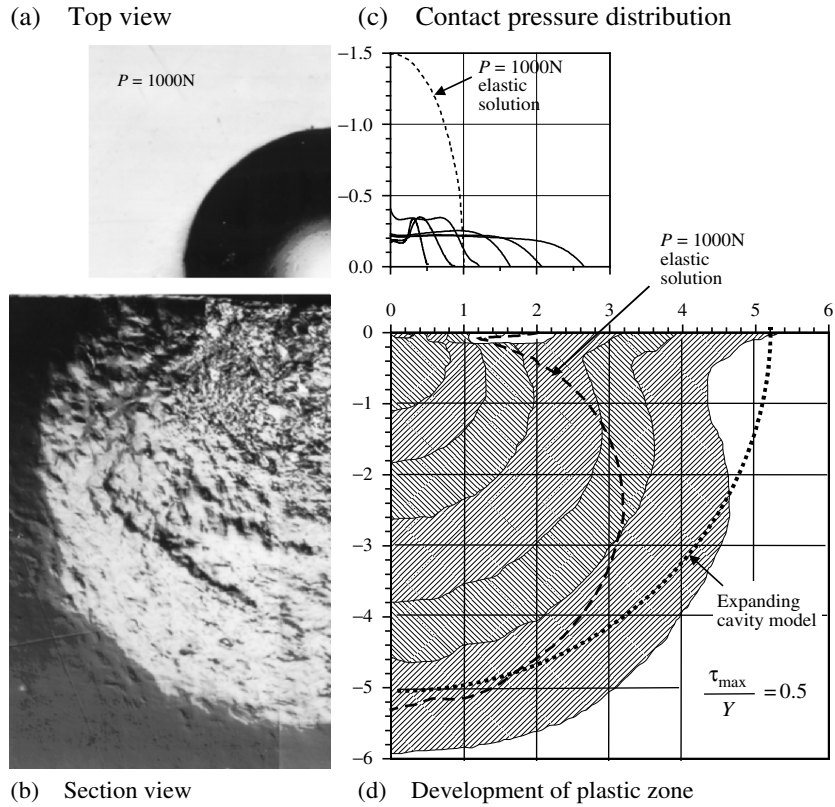 (a) Top view
P = 1000N
(c) Contact pressure distribution
−1.5
−1.0
−0.5
0.0
P = 1000N
elastic
solution
P = 1000N
elastic
solution
0 1 2 3 4 5 6
0
−1
−2
−3
−4
−5
−6
Expanding
cavity model
τmax
Y
= 0.5
(b) Section view
(d) Development of plastic zone